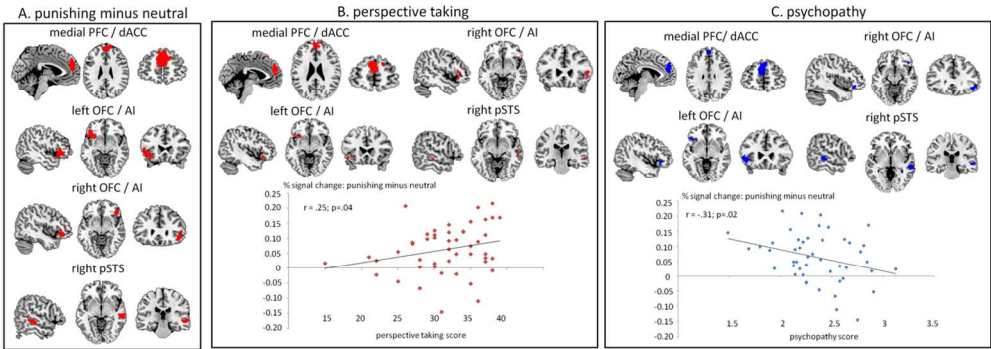 A. punishing minus neutral
medial PFC / dACC
left OFC / AI
right OFC / AI
right pSTS
B. perspective taking
medial PFC / dACC
right OFC / AI
left OFC / AI
right pSTS
% signal change: punishing minus neutral
r = .25; p=.04
0.25
0.20
0.15
0.10
0.05
0
-0.05
-0.10
-0.15
-0.20
15
20
25
30
35
40
perspective taking score
C. psychopathy
medial PFC/ dACC
right OFC / AI
left OFC / AI
right pSTS
% signal change: punishing minus neutral
r = -.31; p=.02
0.25
0.20
0.15
0.10
0.05
0
-0.05
-0.10
-0.15
-0.20
1.5
2
2.5
3
3.5
psychopathy score